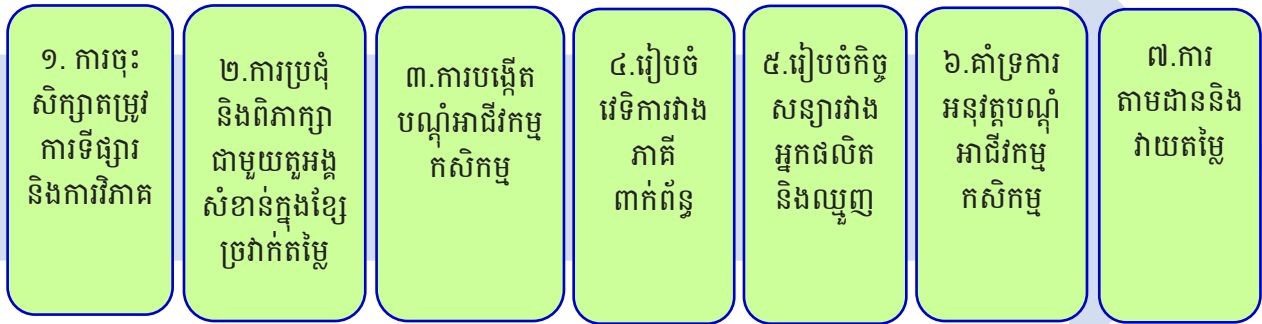 ១. ការចុះ
សិក្សាតម្រូវ
ការទីផ្សារ
និងការវិភាគ
២.ការប្រជុំ
និងពិភាក្សា
ជាមួយតួអង្គ
សំខាន់ក្នុងខ្សែ
ច្រវាក់តម្លៃ
៣.ការបង្កើត
បណ្តុំអាជីវកម្ម
កសិកម្ម
៤.រៀបចំ
វេទិការវាង
ភាគី
ពាក់ព័ន្ធ
៥.រៀបចំកិច្ច
សន្យារវាង
អ្នកផលិត
និងឈ្មួញ
៦.គាំទ្រការ
អនុវត្តបណ្តុំ
អាជីវកម្ម
កសិកម្ម
៧.ការ
តាមដាននិង
វាយតម្លៃ